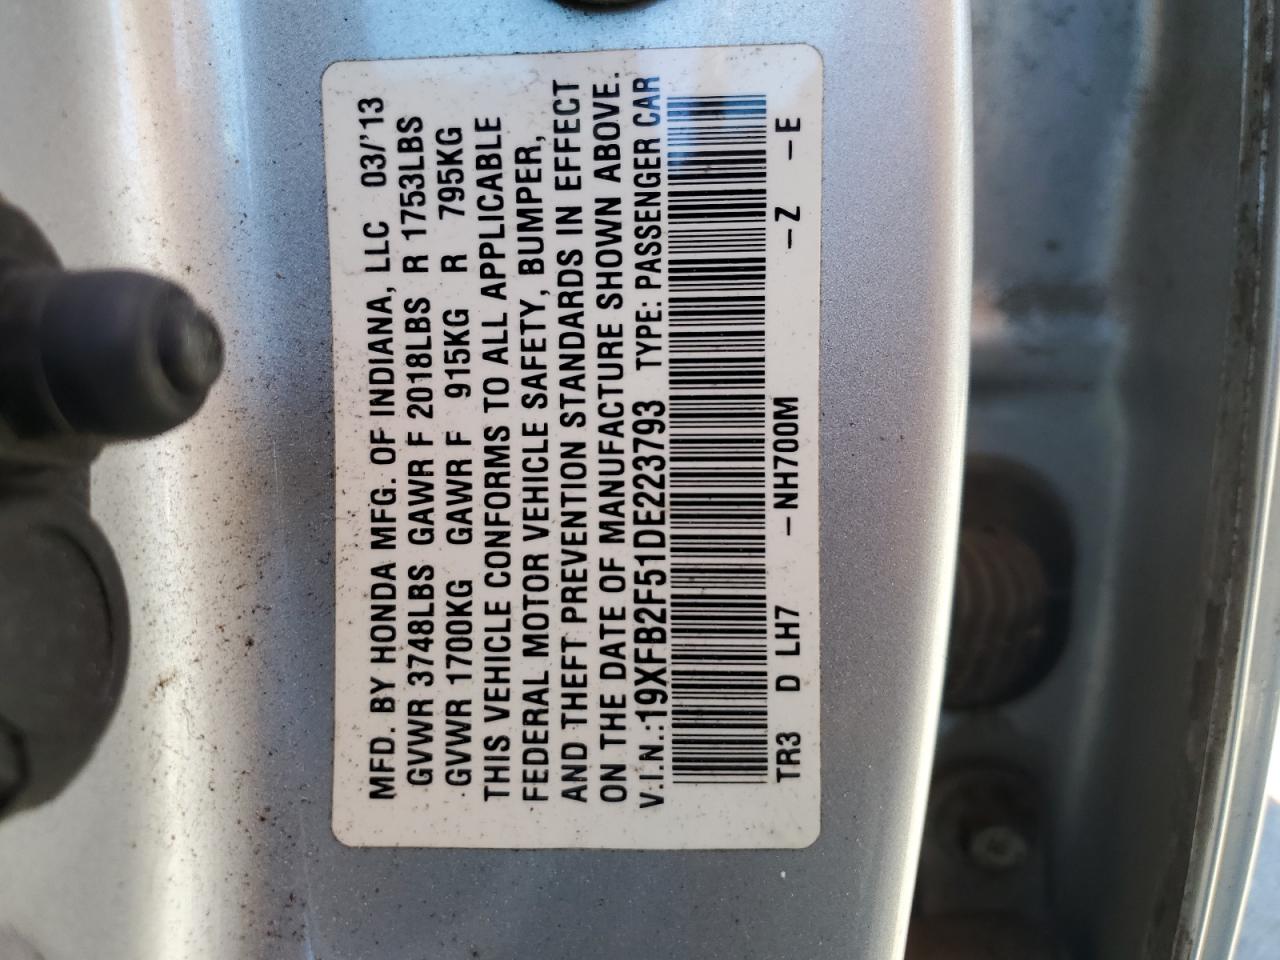 MFD. BY HONDA MFG. OF INDIANA, LLC 03/'13
GVWR 3748LBS GAWR F 2018LBS R 1753LBS
GVWR 1700KG GAWR F 915KG R 795KG
THIS VEHICLE CONFORMS TO ALL APPLICABLE
FEDERAL MOTOR VEHICLE SAFETY, BUMPER,
AND THEFT PREVENTION STANDARDS IN EFFECT
ON THE DATE OF MANUFACTURE SHOWN ABOVE.
V.I.N.:19XFB2F51DE223793 TYPE: PASSENGER CAR
TR3 D LH7 -NH700M -Z -E